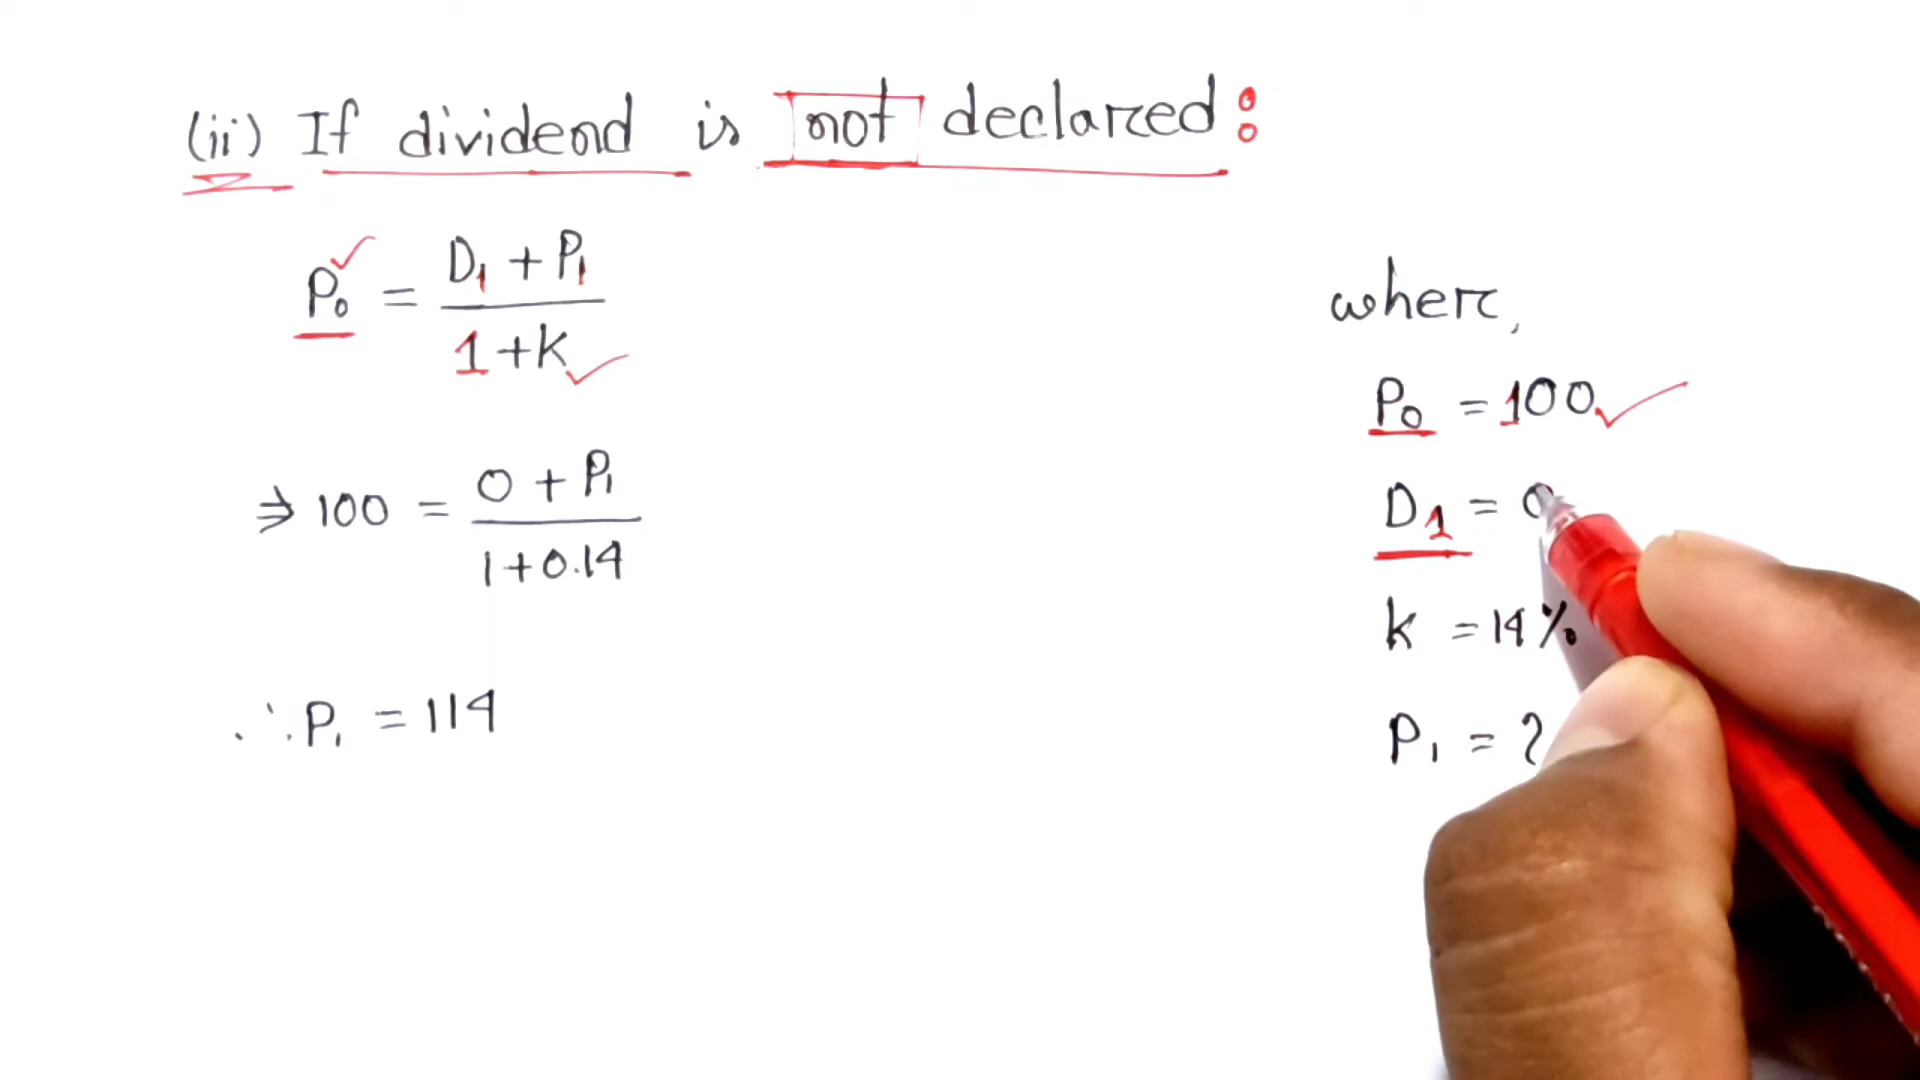 (ii) If dividend is not declared:
P₀ = (D₁ + P₁) / (1 + K)
⇒ 100 = (0 + P₁) / (1 + 0.14)
∴ P₁ = 114
where,
P₀ = 100
D₁ = 0
K = 14%
P₁ = ?